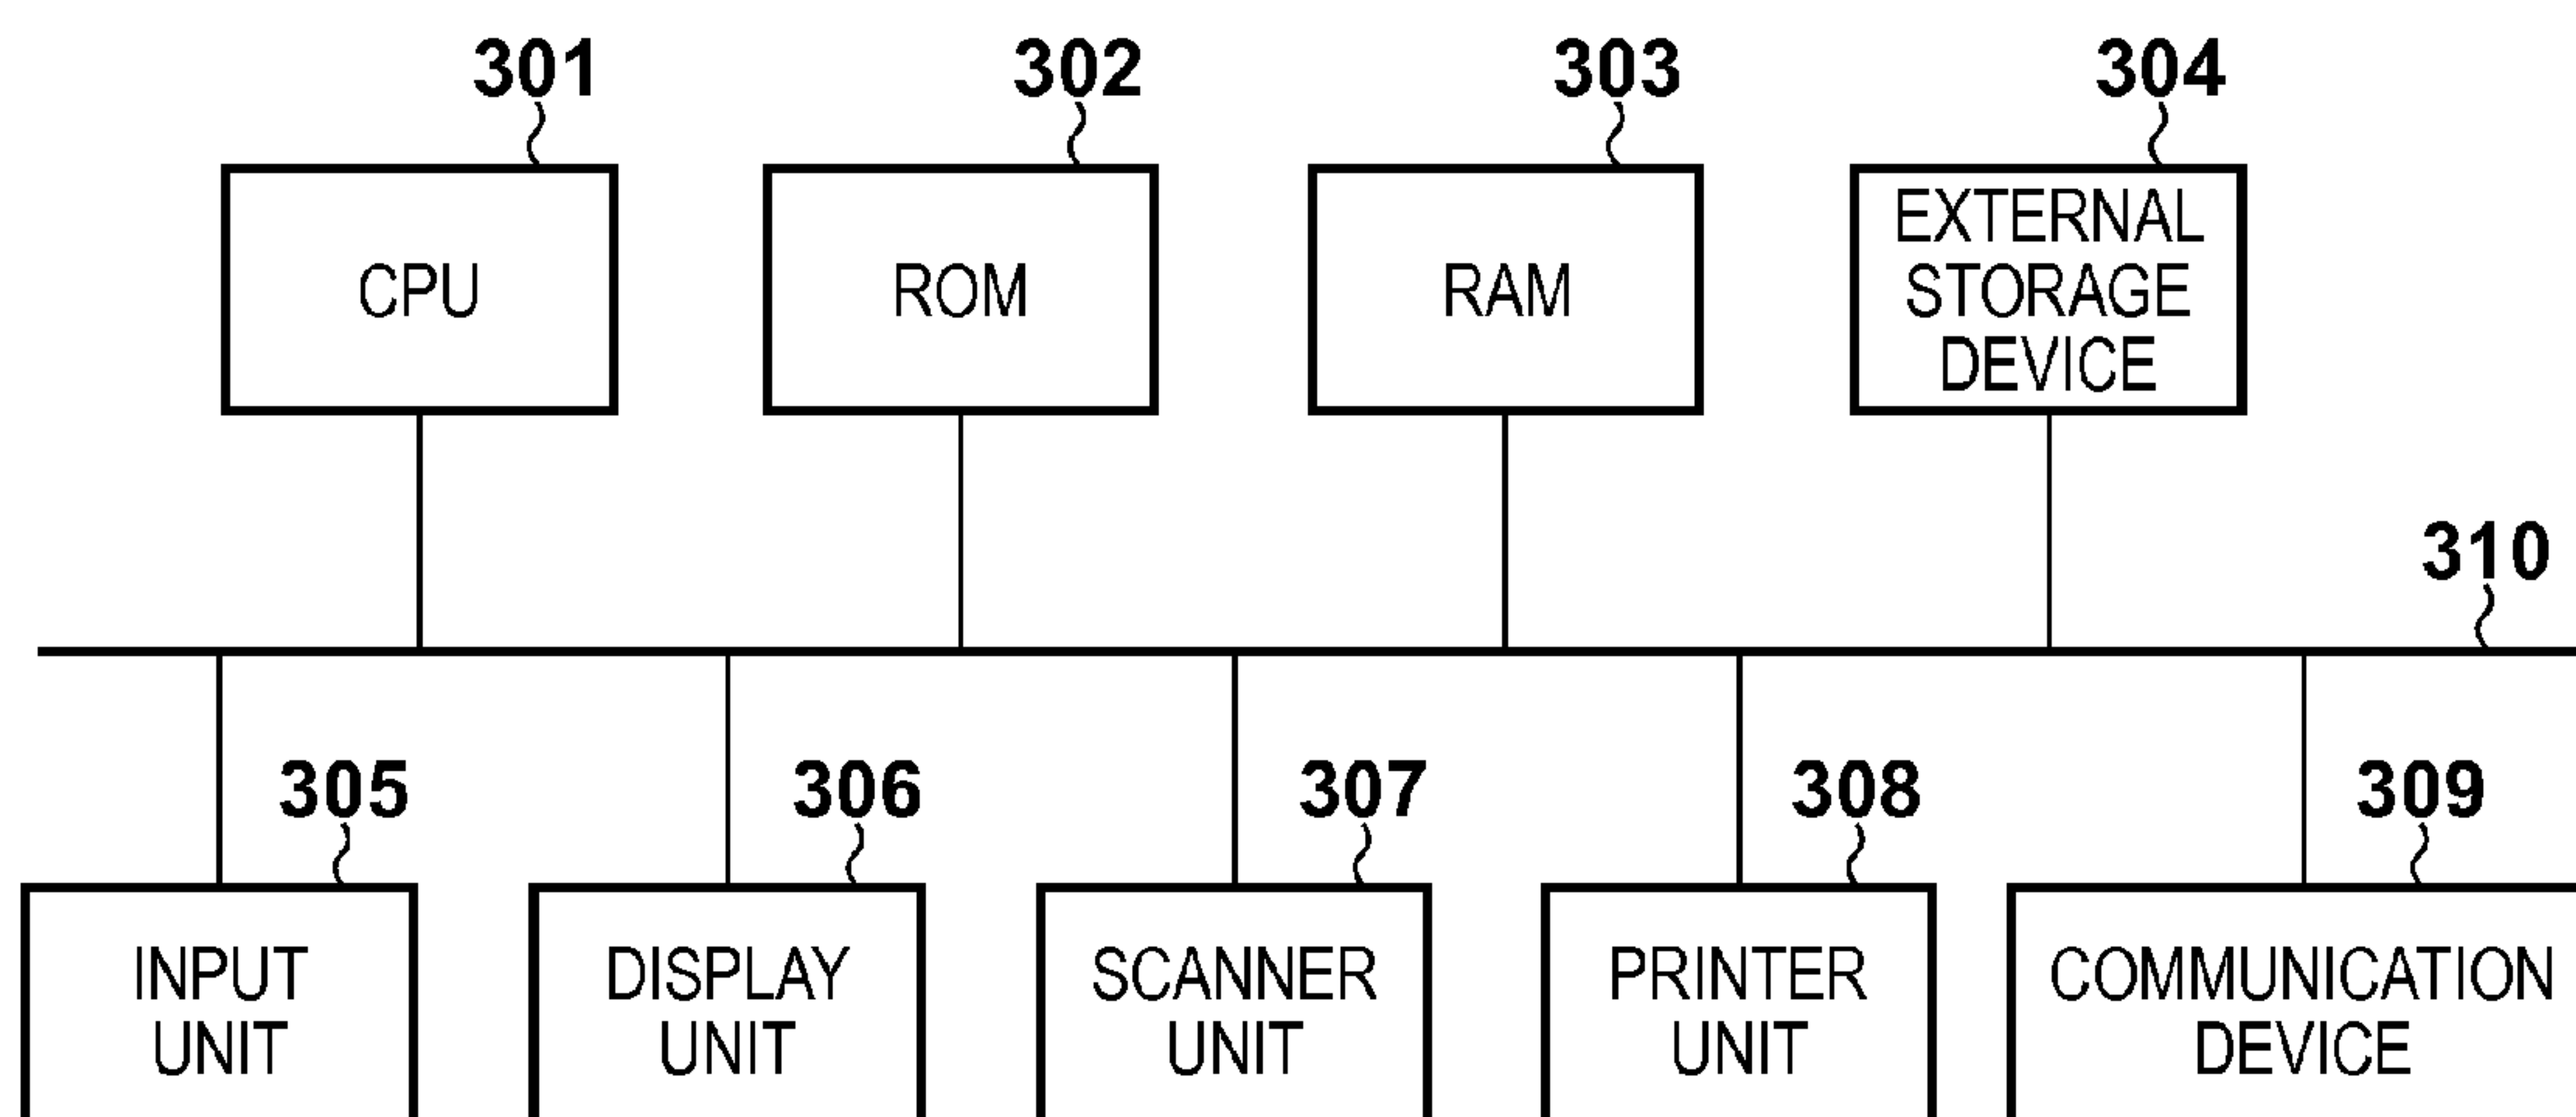 301
302
303
304
CPU
ROM
RAM
EXTERNAL
STORAGE
DEVICE
310
305
306
307
308
309
INPUT
UNIT
DISPLAY
UNIT
SCANNER
UNIT
PRINTER
UNIT
COMMUNICATION
DEVICE